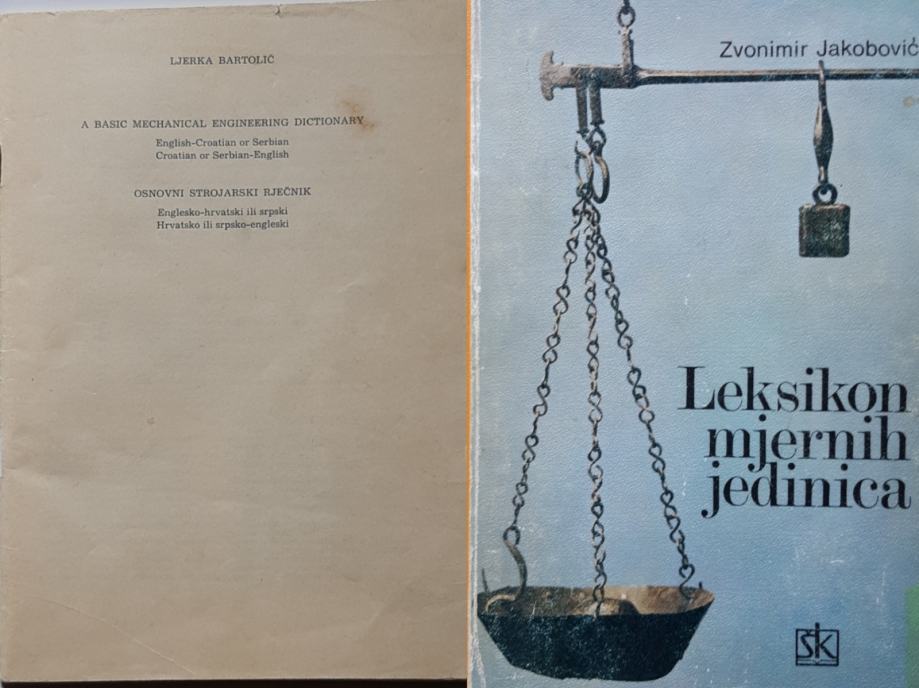 LJERKA BARTOLIČ
A BASIC MECHANICAL ENGINEERING DICTIONARY
English-Croatian or Serbian
Croatian or Serbian-English
OSNOVNI STROJARSKI RJEČNIK
Englesko-hrvatski ili srpski
Hrvatsko ili srpsko-engleski
Zvonimir Jakobović
Leksikon
mjernih
jedinica
ŠK